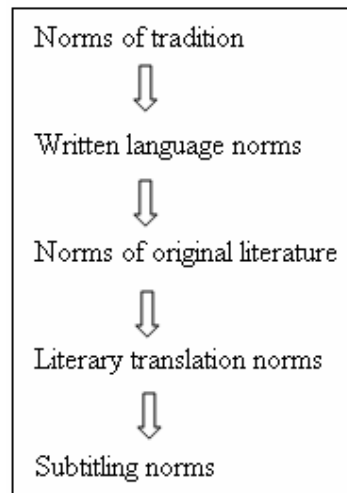 Norms of tradition
Written language norms
Norms of original literature
Literary translation norms
Subtitling norms